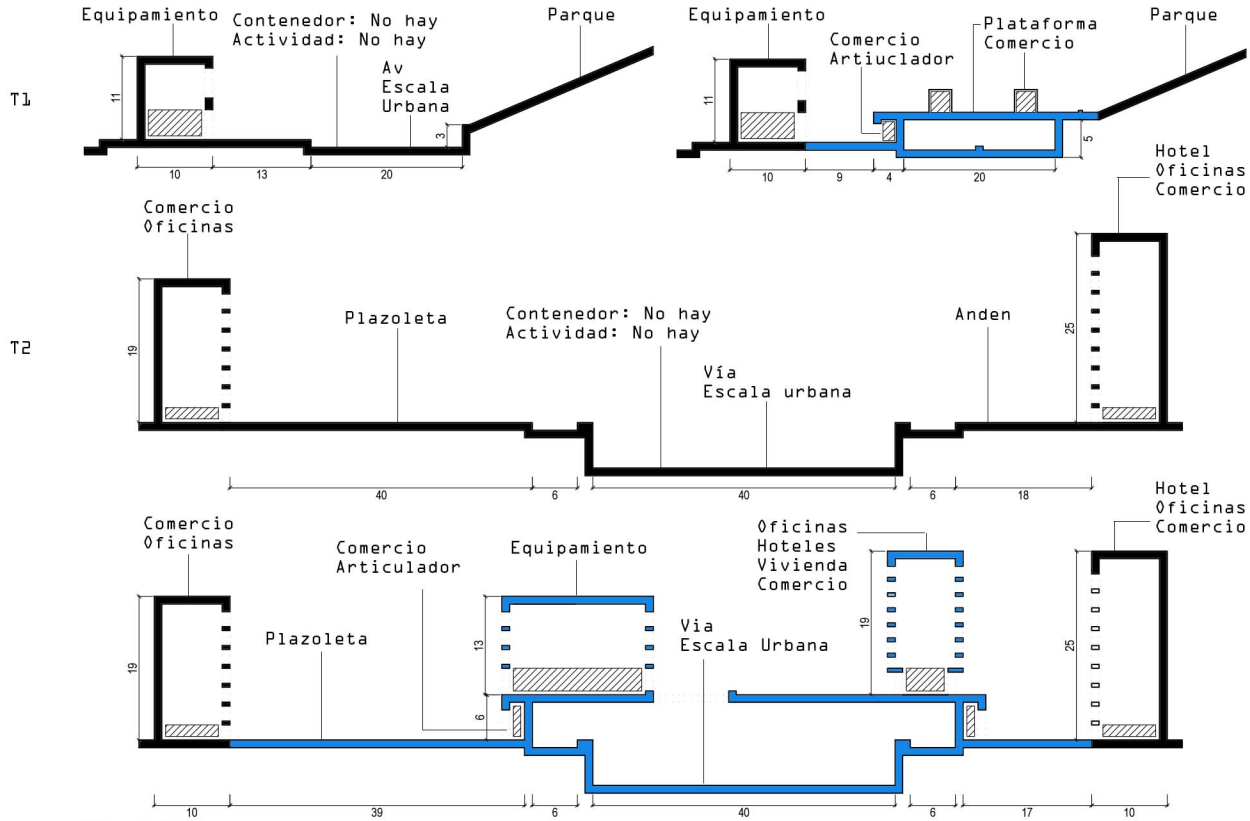 T1
Equipamiento
Contenedor: No hay
Actividad: No hay
Av
Escala
Urbana
Parque
11
3
10
13
20
Equipamiento
Comercio
Artiuclador
Plataforma
Comercio
Parque
11
5
10
9
4
20
T2
Comercio
Oficinas
Plazoleta
Contenedor: No hay
Actividad: No hay
Vía
Escala urbana
Anden
Hotel
Oficinas
Comercio
19
25
40
6
40
6
18
Comercio
Oficinas
Plazoleta
Comercio
Articulador
Equipamiento
Via
Escala Urbana
Oficinas
Hoteles
Vivienda
Comercio
Hotel
Oficinas
Comercio
19
13
6
19
25
10
39
6
40
6
17
10